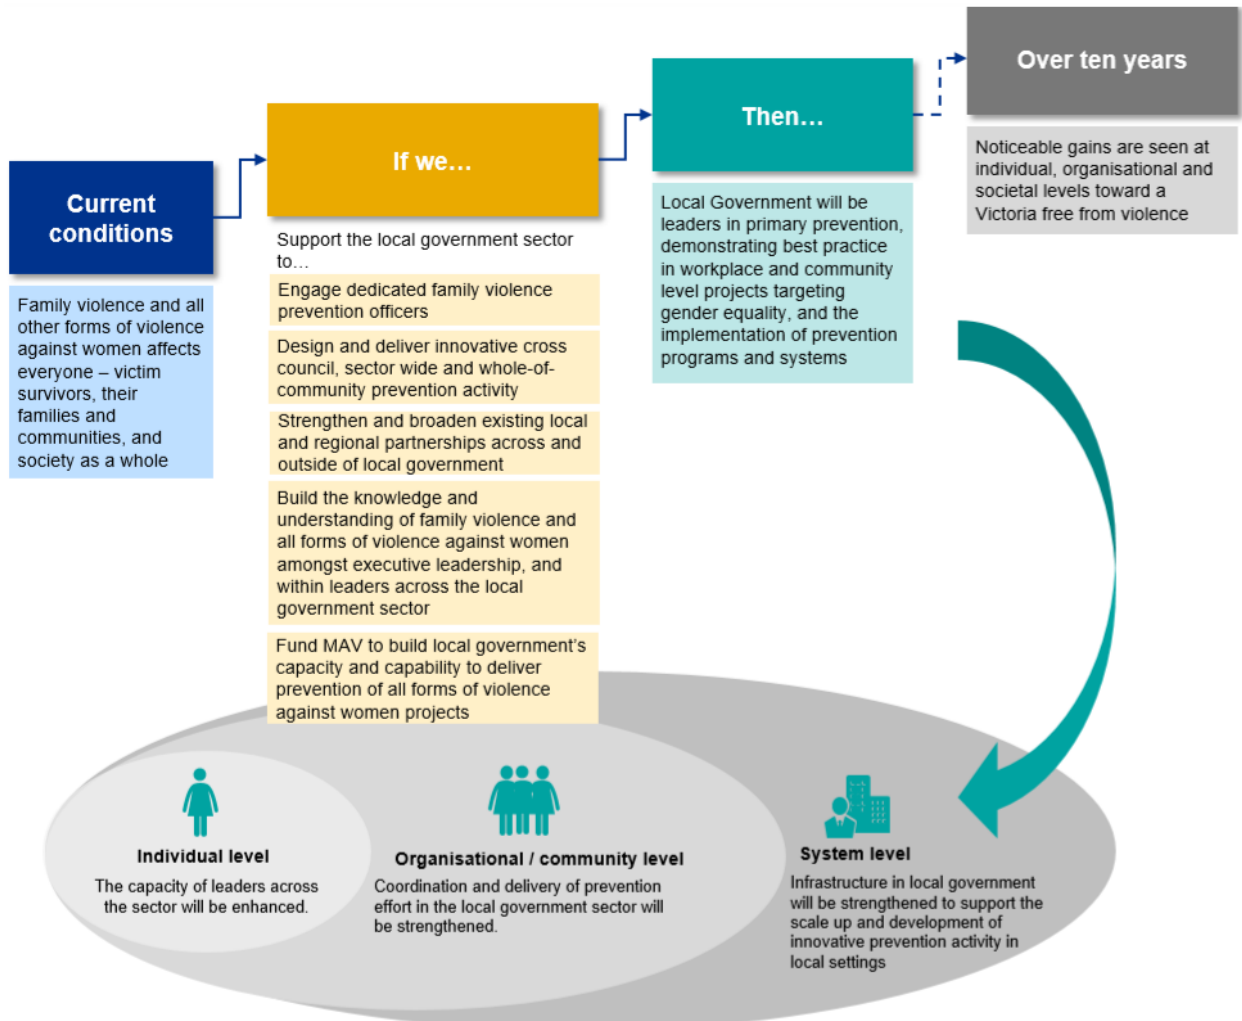 Current
conditions
Family violence and all
other forms of violence
against women affects
everyone – victim
survivors, their
families and
communities, and
society as a whole
If we…
Support the local government sector
to…
Engage dedicated family violence
prevention officers
Design and deliver innovative cross
council, sector wide and whole-of-
community prevention activity
Strengthen and broaden existing local
and regional partnerships across and
outside of local government
Build the knowledge and
understanding of family violence and
all forms of violence against women
amongst executive leadership, and
within leaders across the local
government sector
Fund MAV to build local government’s
capacity and capability to deliver
prevention of all forms of violence
against women projects
Then…
Local Government will be
leaders in primary prevention,
demonstrating best practice
in workplace and community
level projects targeting
gender equality, and the
implementation of prevention
programs and systems
Over ten years
Noticeable gains are seen at
individual, organisational and
societal levels toward a
Victoria free from violence
Individual level
The capacity of leaders across
the sector will be enhanced.
Organisational / community level
Coordination and delivery of prevention
effort in the local government sector will
be strengthened.
System level
Infrastructure in local government
will be strengthened to support the
scale up and development of
innovative prevention activity in
local settings